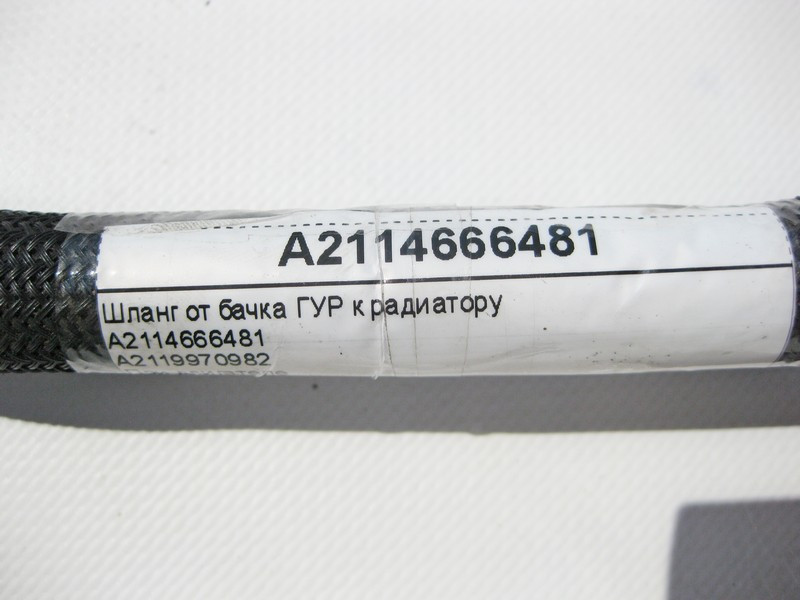 A2114666481
Шланг от бачка ГУР к радиатору
A2114666481
A2119970982